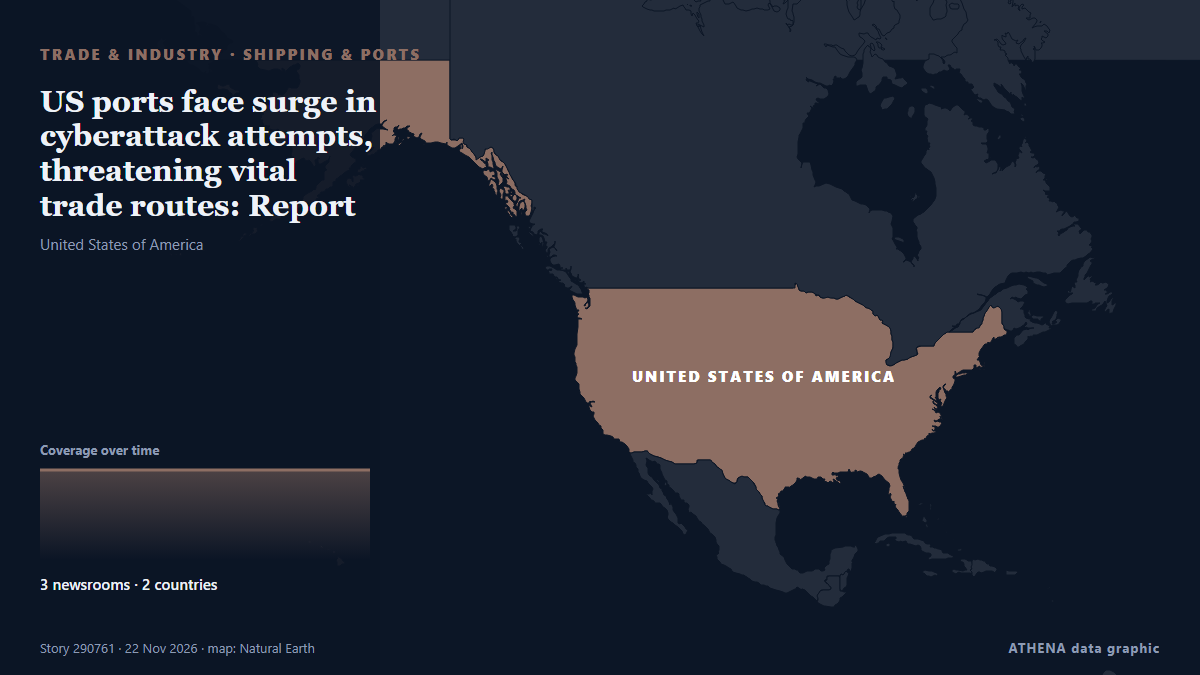 TRADE & INDUSTRY · SHIPPING & PORTS
US ports face surge in
cyberattack attempts,
threatening vital
trade routes: Report
United States of America
UNITED STATES OF AMERICA
Coverage over time
3 newsrooms · 2 countries
Story 290761 · 22 Nov 2026 · map: Natural Earth
ATHENA data graphic